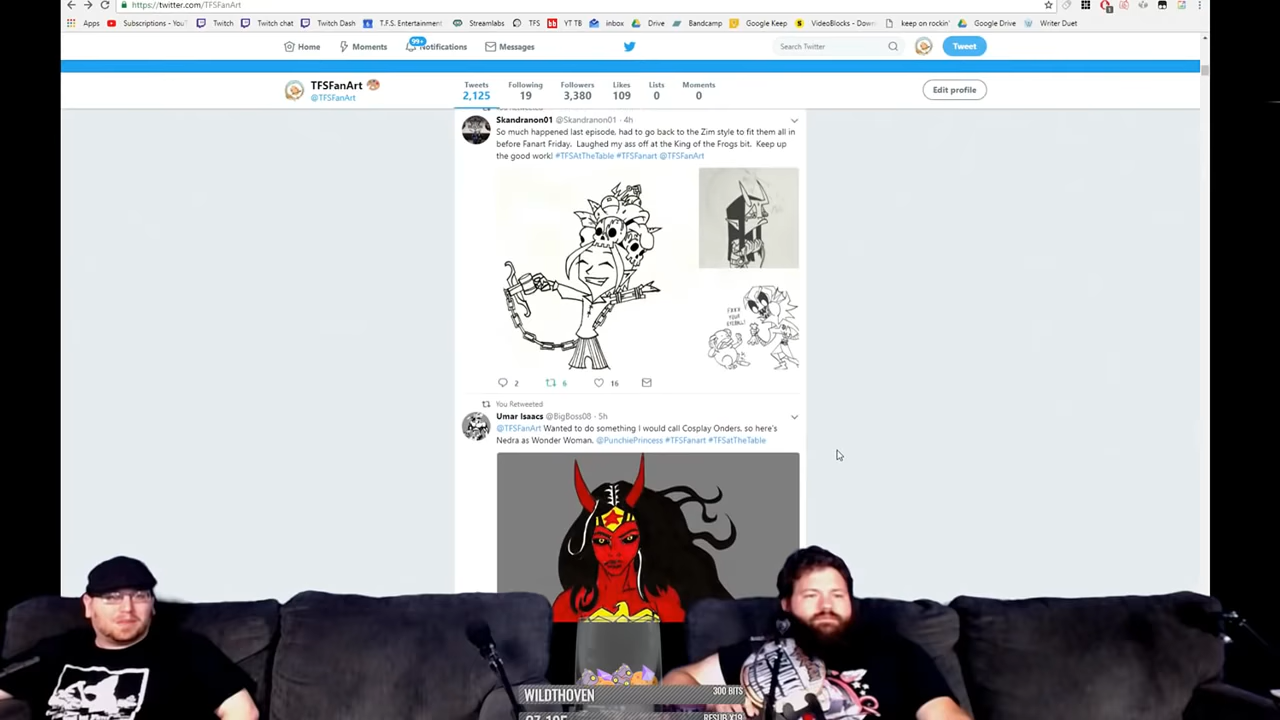 https://twitter.com/TFSFanArt
Apps Subscriptions - You Twitch Twitch chat Twitch Dash T.F.S. Entertainment Streamlabs TFS YT TB inbox Drive Bandcamp Google Keep VideoBlocks - Down keep on rockin' Google Drive Writer Duet
Home Moments 99+ Notifications Messages Search Twitter Tweet
TFSFanArt
@TFSFanArt
Tweets Following Followers Likes Lists Moments
2,125 19 3,380 109 0 0
Edit profile
Skandranon01 @Skandranon01 · 4h
So much happened last episode, had to go back to the Zim style to fit them all in
before Fanart Friday. Laughed my ass off at the King of the Frogs bit. Keep up
the good work! #TFSAtTheTable #TFSFanart @TFSFanArt
YOUR
2 6 16
You Retweeted
Umar Isaacs @BigBoss08 · 5h
@TFSFanArt Wanted to do something I would call Cosplay Onders, so here's
Nedra as Wonder Woman. @PunchiePrincess #TFSFanart #TFSatTheTable
WILDTHOVEN 300 BITS
RESUB X19